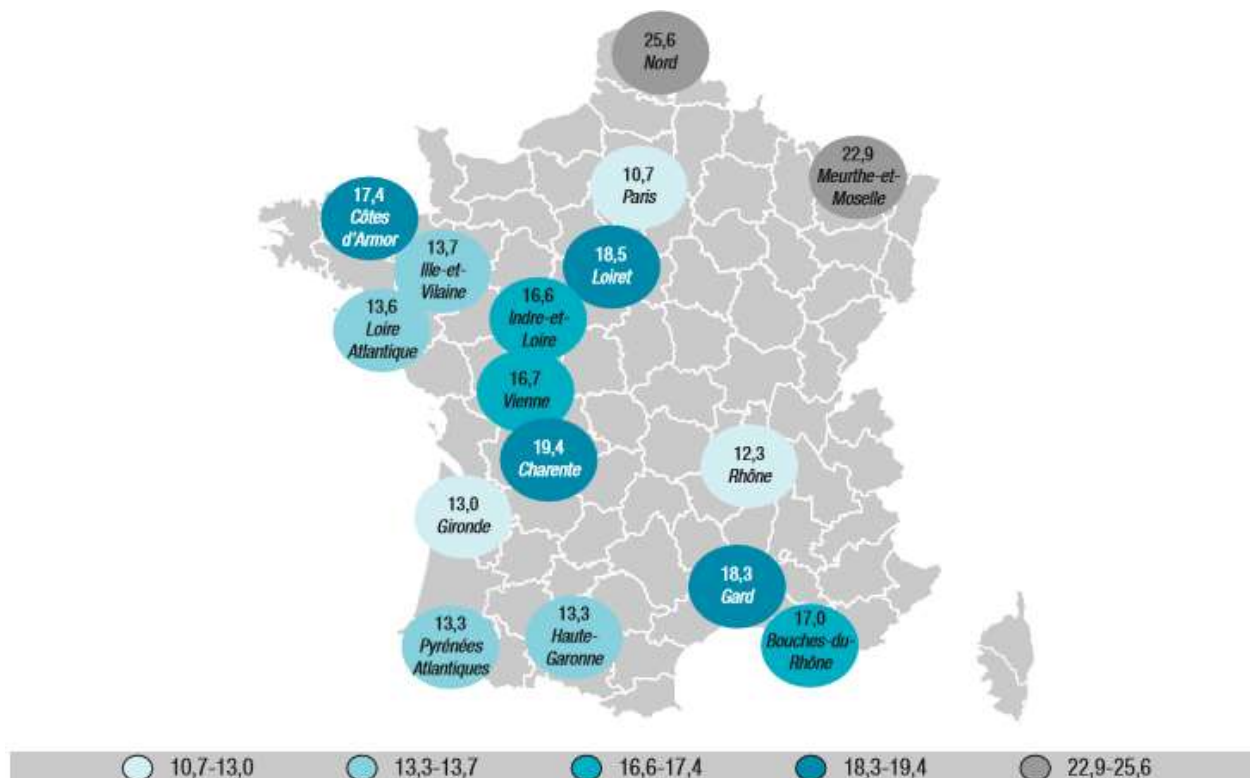 25,6
Nord
22,9
Meurthe-et-
Moselle
10,7
Paris
17,4
Côtes
d'Armor
13,7
Ille-et-
Vilaine
18,5
Loiret
13,6
Loire
Atlantique
16,6
Indre-et-
Loire
16,7
Vienne
19,4
Charente
12,3
Rhône
13,0
Gironde
18,3
Gard
13,3
Pyrénées
Atlantiques
13,3
Haute-
Garonne
17,0
Bouches-du-
Rhône
10,7-13,0
13,3-13,7
16,6-17,4
18,3-19,4
22,9-25,6